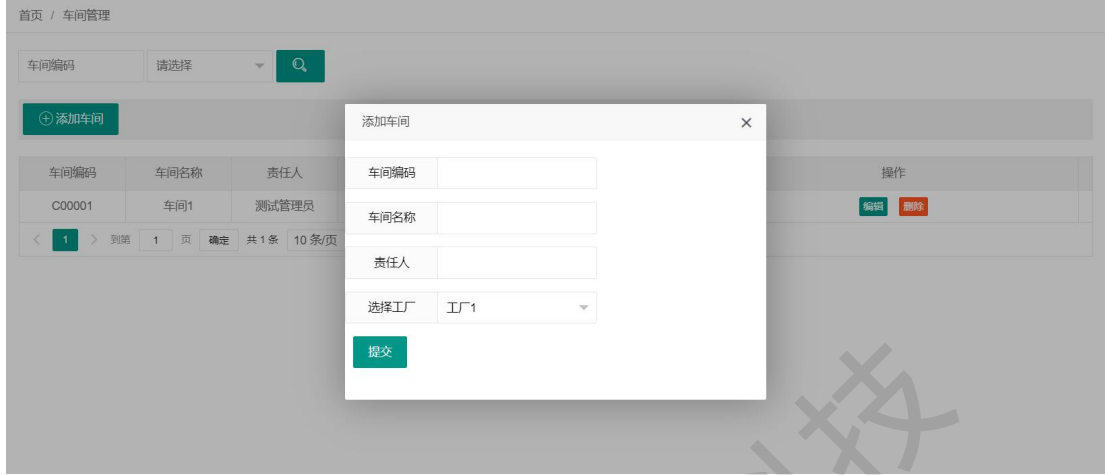 首页 / 车间管理
车间编码 请选择
添加车间
车间编码 车间名称 责任人 操作
C00001 车间1 测试管理员 编辑 删除
1 到第 1 页 确定 共 1 条 10 条/页
添加车间
车间编码
车间名称
责任人
选择工厂 工厂1
提交
科技